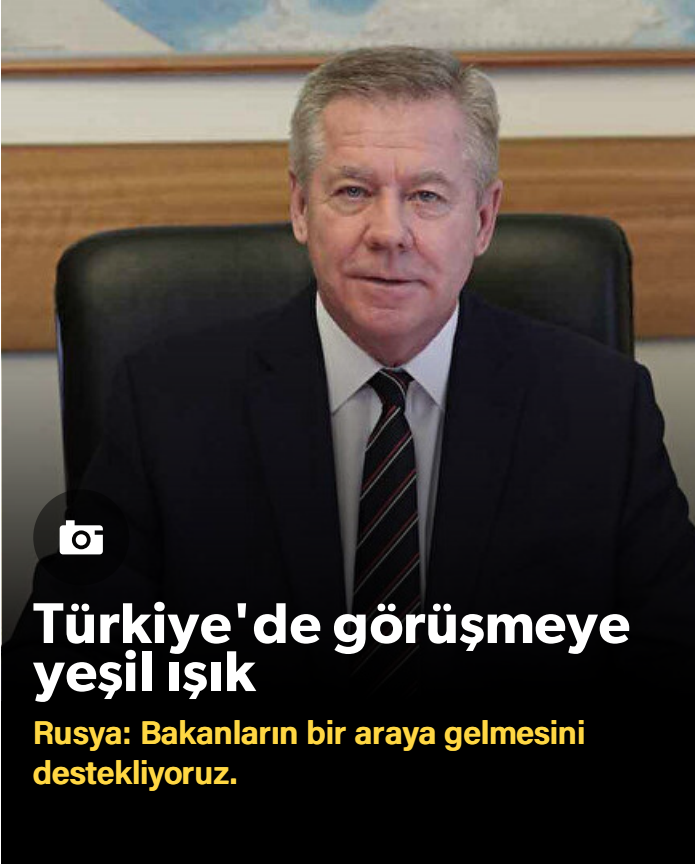 Türkiye'de görüşmeye
yeşil ışık
Rusya: Bakanların bir araya gelmesini
destekliyoruz.